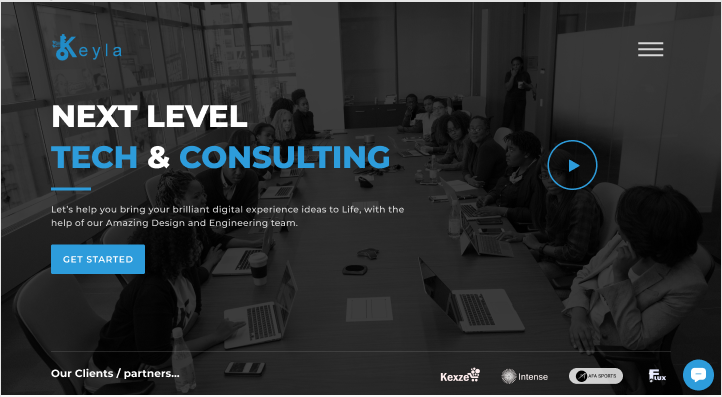 Keyla
NEXT LEVEL
TECH & CONSULTING
Let's help you bring your brilliant digital experience ideas to Life, with the
help of our Amazing Design and Engineering team.
GET STARTED
Our Clients / partners...
Kexze
Intense
AFA SPORTS
FLUX